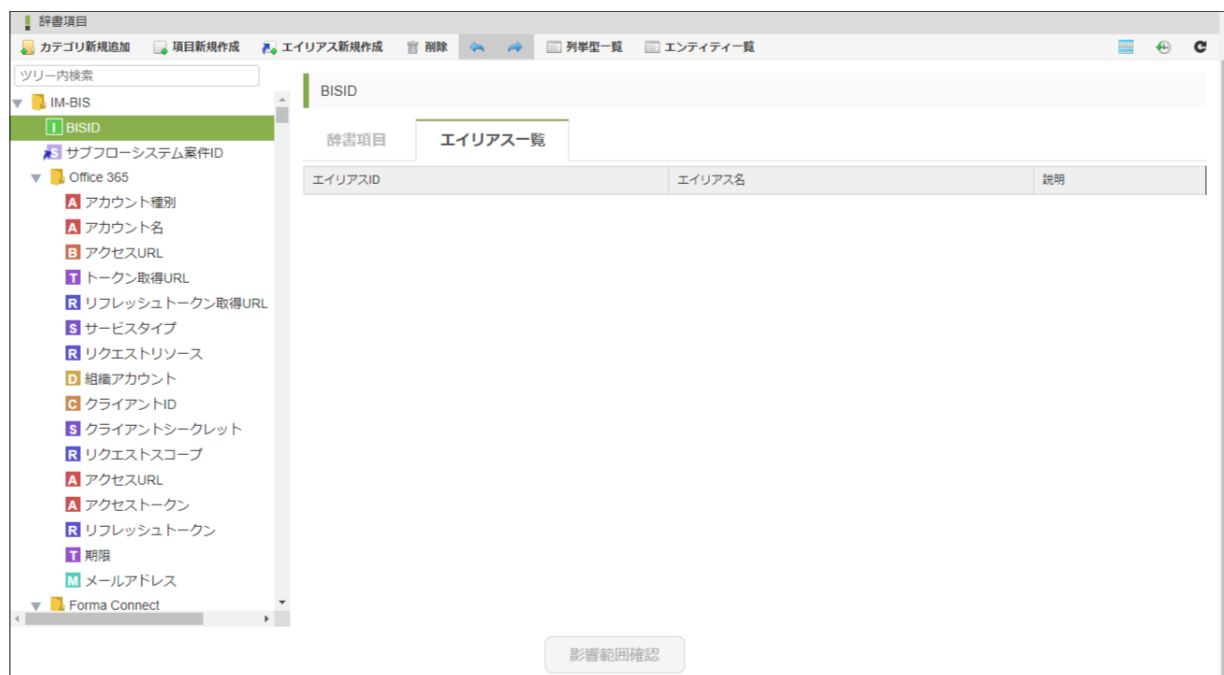 辞書項目
カテゴリ新規追加 項目新規作成 エイリアス新規作成 削除 列挙型一覧 エンティティ一覧
ツリー内検索
IM-BIS
I BISID
S サブフローシステム案件ID
Office 365
A アカウント種別
A アカウント名
B アクセスURL
T トークン取得URL
R リフレッシュトークン取得URL
S サービスタイプ
R リクエストリソース
D 組織アカウント
C クライアントID
S クライアントシークレット
R リクエストスコープ
A アクセスURL
A アクセストークン
R リフレッシュトークン
T 期限
M メールアドレス
Forma Connect
BISID
辞書項目 エイリアス一覧
エイリアスID エイリアス名 説明
影響範囲確認